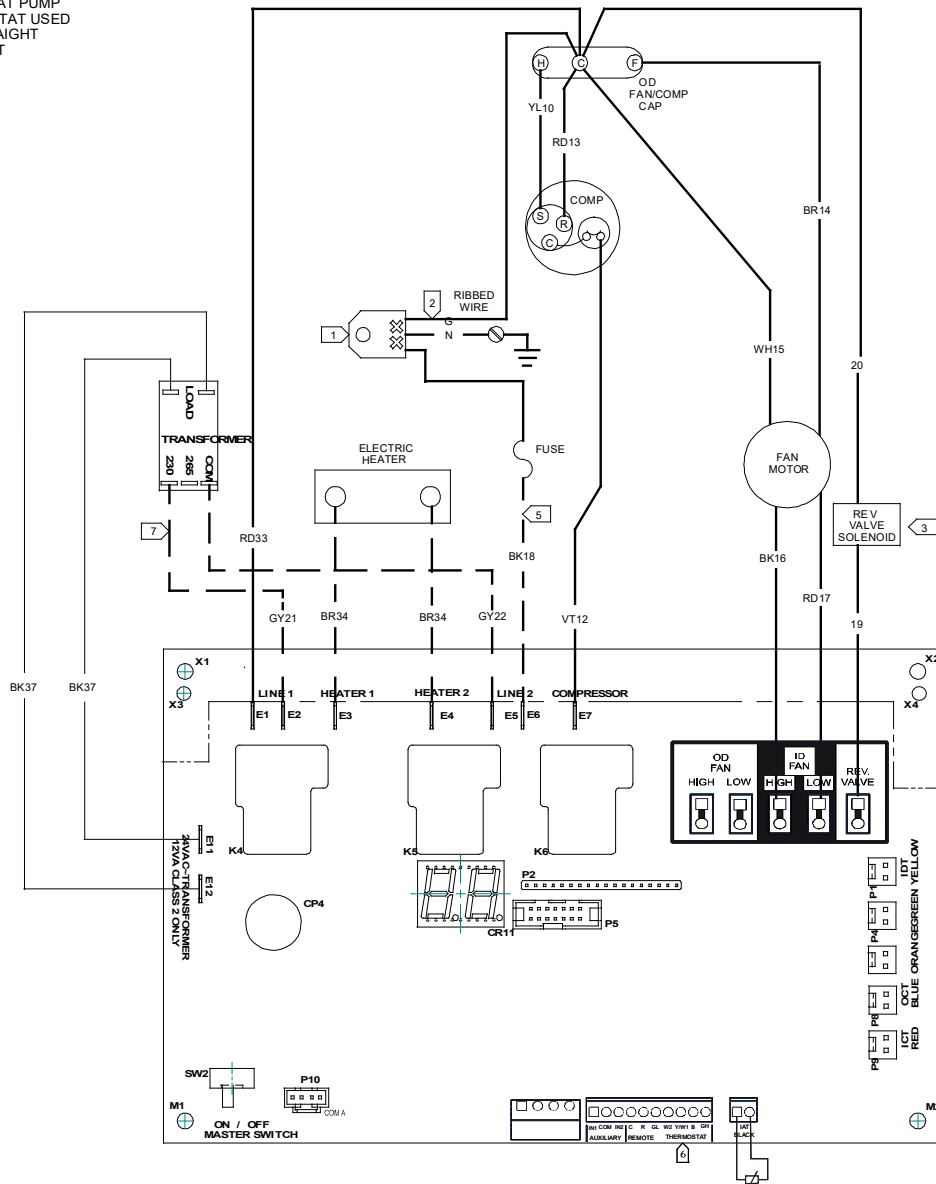 AT PUMP
TAT USED
AIGHT
T
H
C
F
OD
FAN/COMP
CAP
YL10
RD13
COMP
S
R
C
BR14
2
RIBBED
WIRE
1
G
N
WH15
20
LOAD
TRANSFORMER
230
265
COM
ELECTRIC
HEATER
FUSE
FAN
MOTOR
7
5
REV
VALVE
SOLENOID
3
RD33
BK18
BK16
GY21
BR34
BR34
GY22
VT12
RD17
19
BK37
BK37
X1
X2
X3
X4
LINE 1
HEATER 1
HEATER 2
LINE 2
COMPRESSOR
E1
E2
E3
E4
E5
E6
E7
OD
FAN
ID
FAN
HIGH
LOW
HIGH
LOW
REV.
VALVE
K4
K5
K6
E11
E12
24VAC~TRANSFORMER
12VA CLASS 2 ONLY
CP4
CR11
P2
P5
P1
IDT
YELLOW
P4
GREEN
ORANGE
P8
OCT
BLUE
P9
ICT
RED
SW2
P10
COM A
M1
ON / OFF
MASTER SWITCH
IN1 COM IN2 C R GL W2 Y/W1 B GH
AUXILIARY REMOTE THERMOSTAT
IAT
BLACK
6